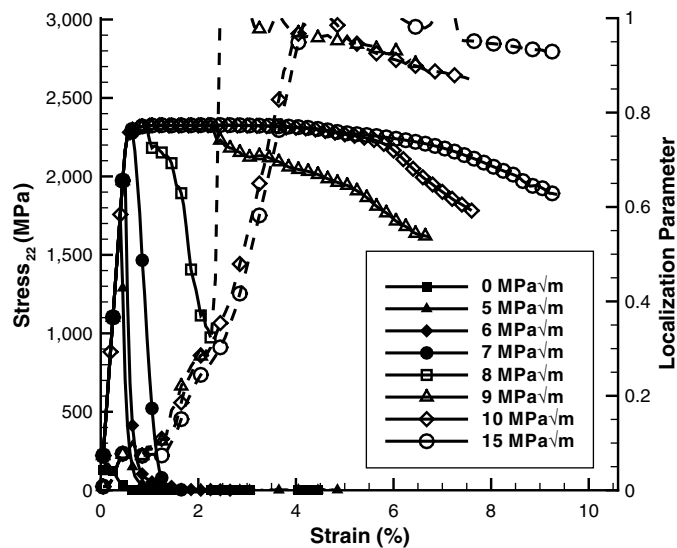 3,000
2,500
2,000
1,500
1,000
500
0
Stress22 (MPa)
0 2 4 6 8 10
Strain (%)
1
0.8
0.6
0.4
0.2
0
Localization Parameter
0 MPa√m
5 MPa√m
6 MPa√m
7 MPa√m
8 MPa√m
9 MPa√m
10 MPa√m
15 MPa√m